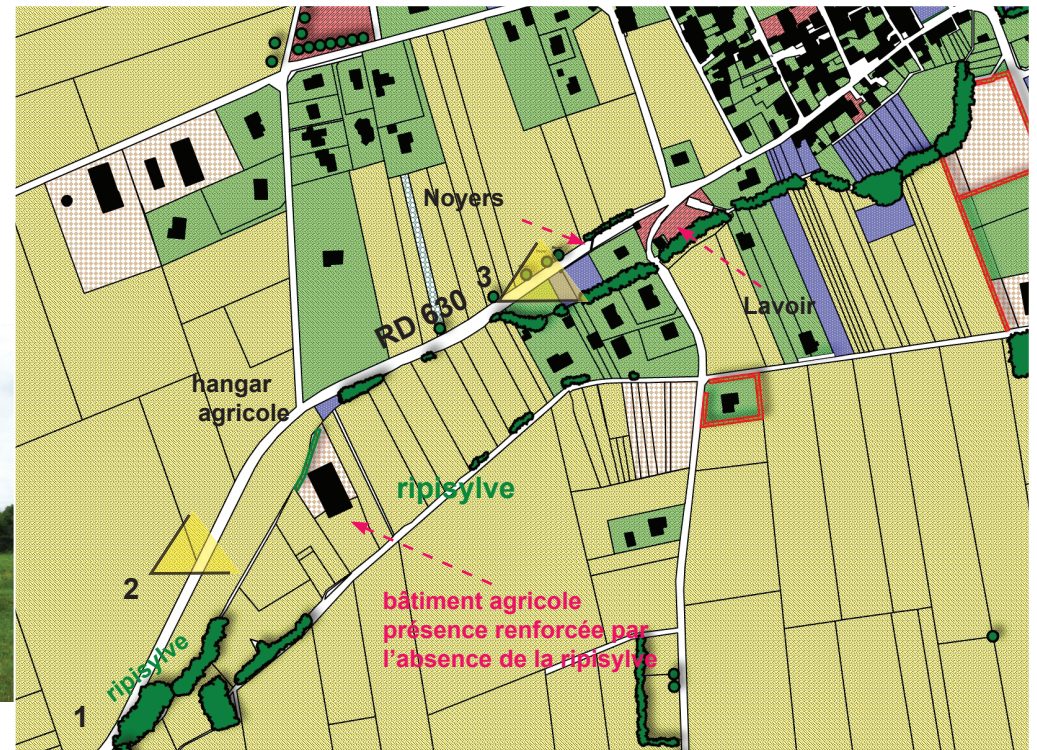 Noyers
3
RD 630
Lavoir
hangar
agricole
ripisylve
2
bâtiment agricole
présence renforcée par
l'absence de la ripisylve
ripisylve
1